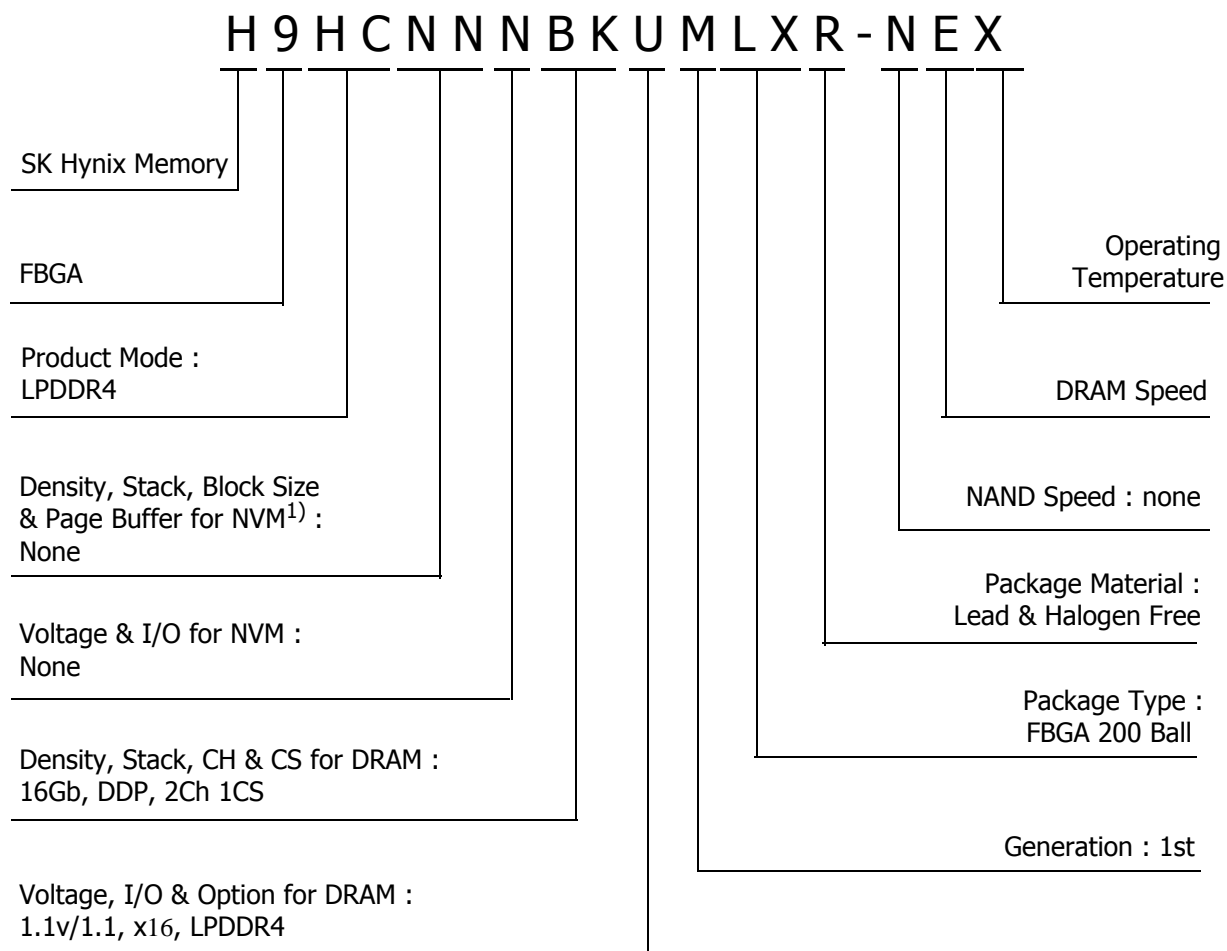 H9HCNNNBKUMLXR-NEX
SK Hynix Memory
FBGA
Product Mode :
LPDDR4
Density, Stack, Block Size
& Page Buffer for NVM1) :
None
Voltage & I/O for NVM :
None
Density, Stack, CH & CS for DRAM :
16Gb, DDP, 2Ch 1CS
Voltage, I/O & Option for DRAM :
1.1v/1.1, x16, LPDDR4
Operating
Temperature
DRAM Speed
NAND Speed : none
Package Material :
Lead & Halogen Free
Package Type :
FBGA 200 Ball
Generation : 1st